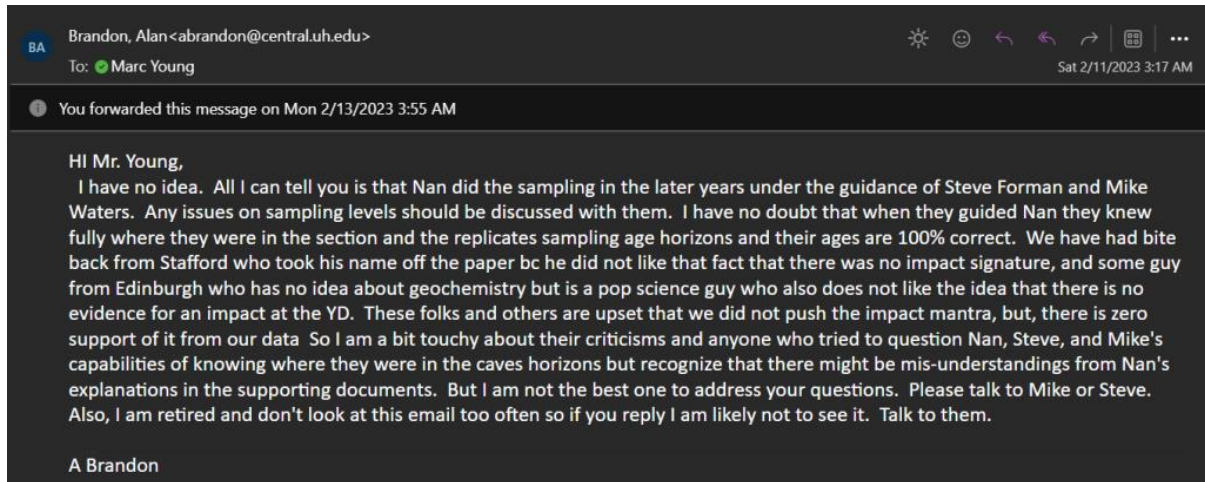 BA
Brandon, Alan<abrandon@central.uh.edu>
To: Marc Young
Sat 2/11/2023 3:17 AM
You forwarded this message on Mon 2/13/2023 3:55 AM
HI Mr. Young,
I have no idea.  All I can tell you is that Nan did the sampling in the later years under the guidance of Steve Forman and Mike
Waters.  Any issues on sampling levels should be discussed with them.  I have no doubt that when they guided Nan they knew
fully where they were in the section and the replicates sampling age horizons and their ages are 100% correct.  We have had bite
back from Stafford who took his name off the paper bc he did not like that fact that there was no impact signature, and some guy
from Edinburgh who has no idea about geochemistry but is a pop science guy who also does not like the idea that there is no
evidence for an impact at the YD.  These folks and others are upset that we did not push the impact mantra, but, there is zero
support of it from our data  So I am a bit touchy about their criticisms and anyone who tried to question Nan, Steve, and Mike's
capabilities of knowing where they were in the caves horizons but recognize that there might be mis-understandings from Nan's
explanations in the supporting documents.  But I am not the best one to address your questions.  Please talk to Mike or Steve.
Also, I am retired and don't look at this email too often so if you reply I am likely not to see it.  Talk to them.
A Brandon